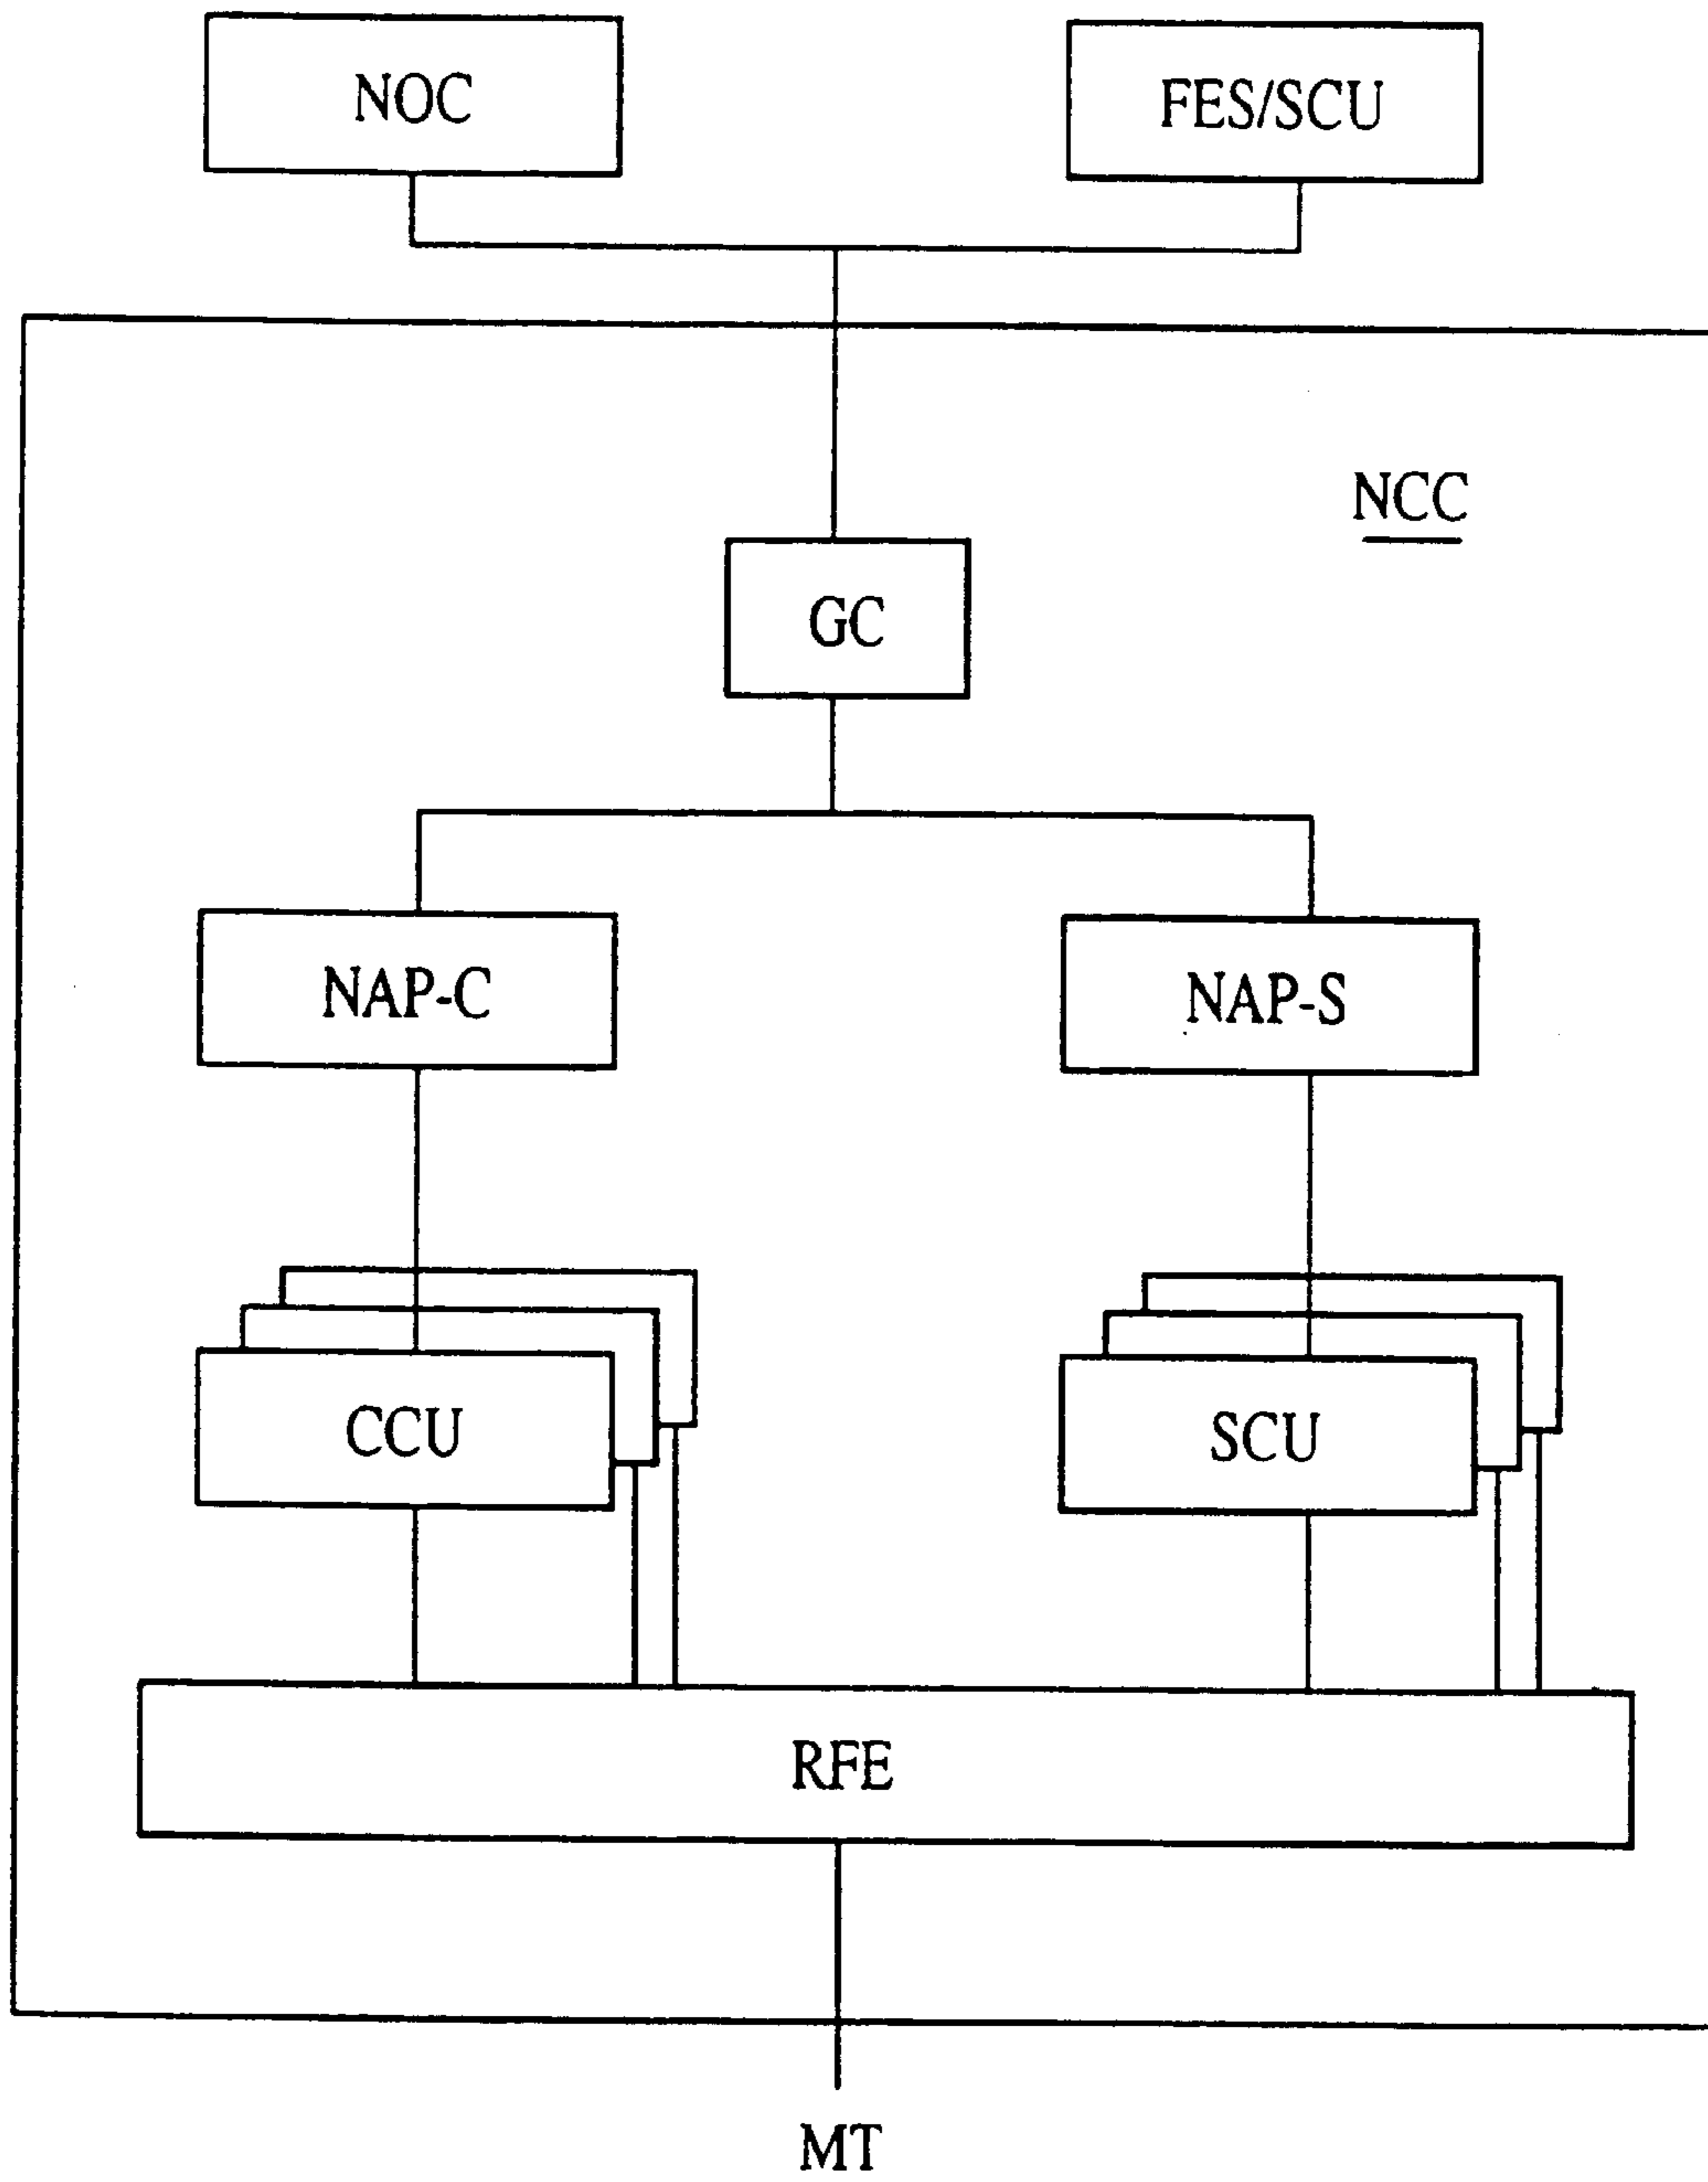 NOC
FES/SCU
NCC
GC
NAP-C
NAP-S
CCU
SCU
RFE
MT